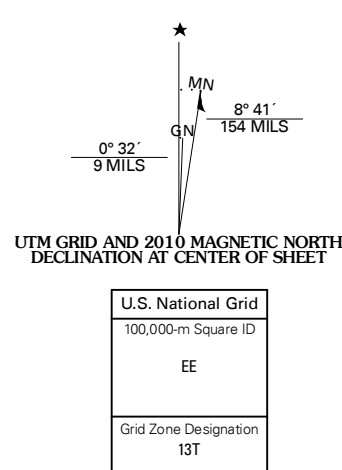 ★
MN
8° 41´
154 MILS
GN
0° 32´
9 MILS
UTM GRID AND 2010 MAGNETIC NORTH
DECLINATION AT CENTER OF SHEET
U.S. National Grid
100,000-m Square ID
EE
Grid Zone Designation
13T